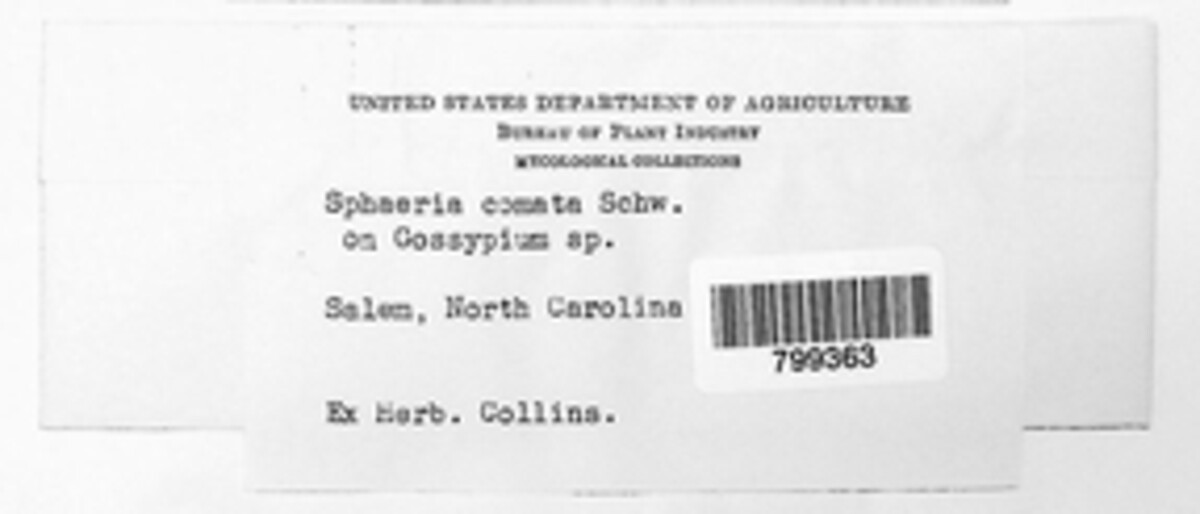 UNITED STATES DEPARTMENT OF AGRICULTURE
BUREAU OF PLANT INDUSTRY
MYCOLOGICAL COLLECTIONS
Sphaeria comata Schw.
on Gossypium sp.
Salem, North Carolina
799363
Ex Herb. Collins.